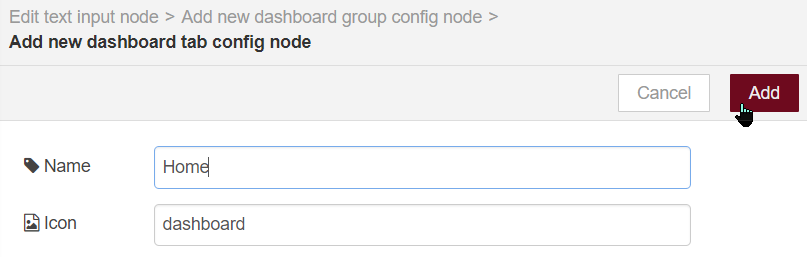 Edit text input node > Add new dashboard group config node >
Add new dashboard tab config node
Cancel Add
Name Home
Icon dashboard